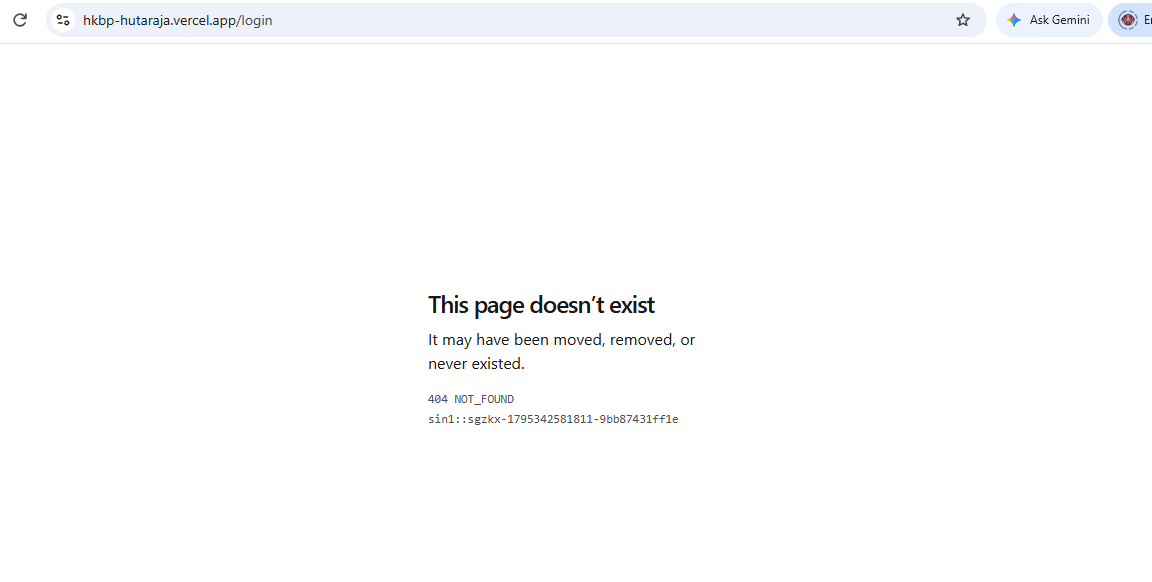 hkbp-hutaraja.vercel.app/login
Ask Gemini
This page doesn’t exist
It may have been moved, removed, or
never existed.
404 NOT_FOUND
sin1::sgzkx-1795342581811-9bb87431ff1e